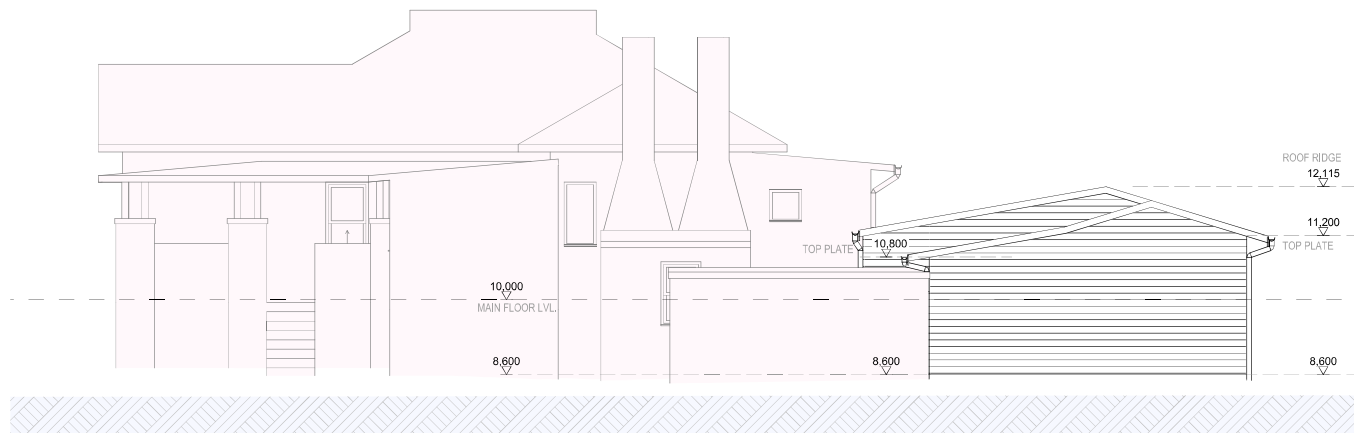 ROOF RIDGE
12,115
11,200
TOP PLATE
TOP PLATE
10,800
10,000
MAIN FLOOR LVL.
8,600
8,600
8,600